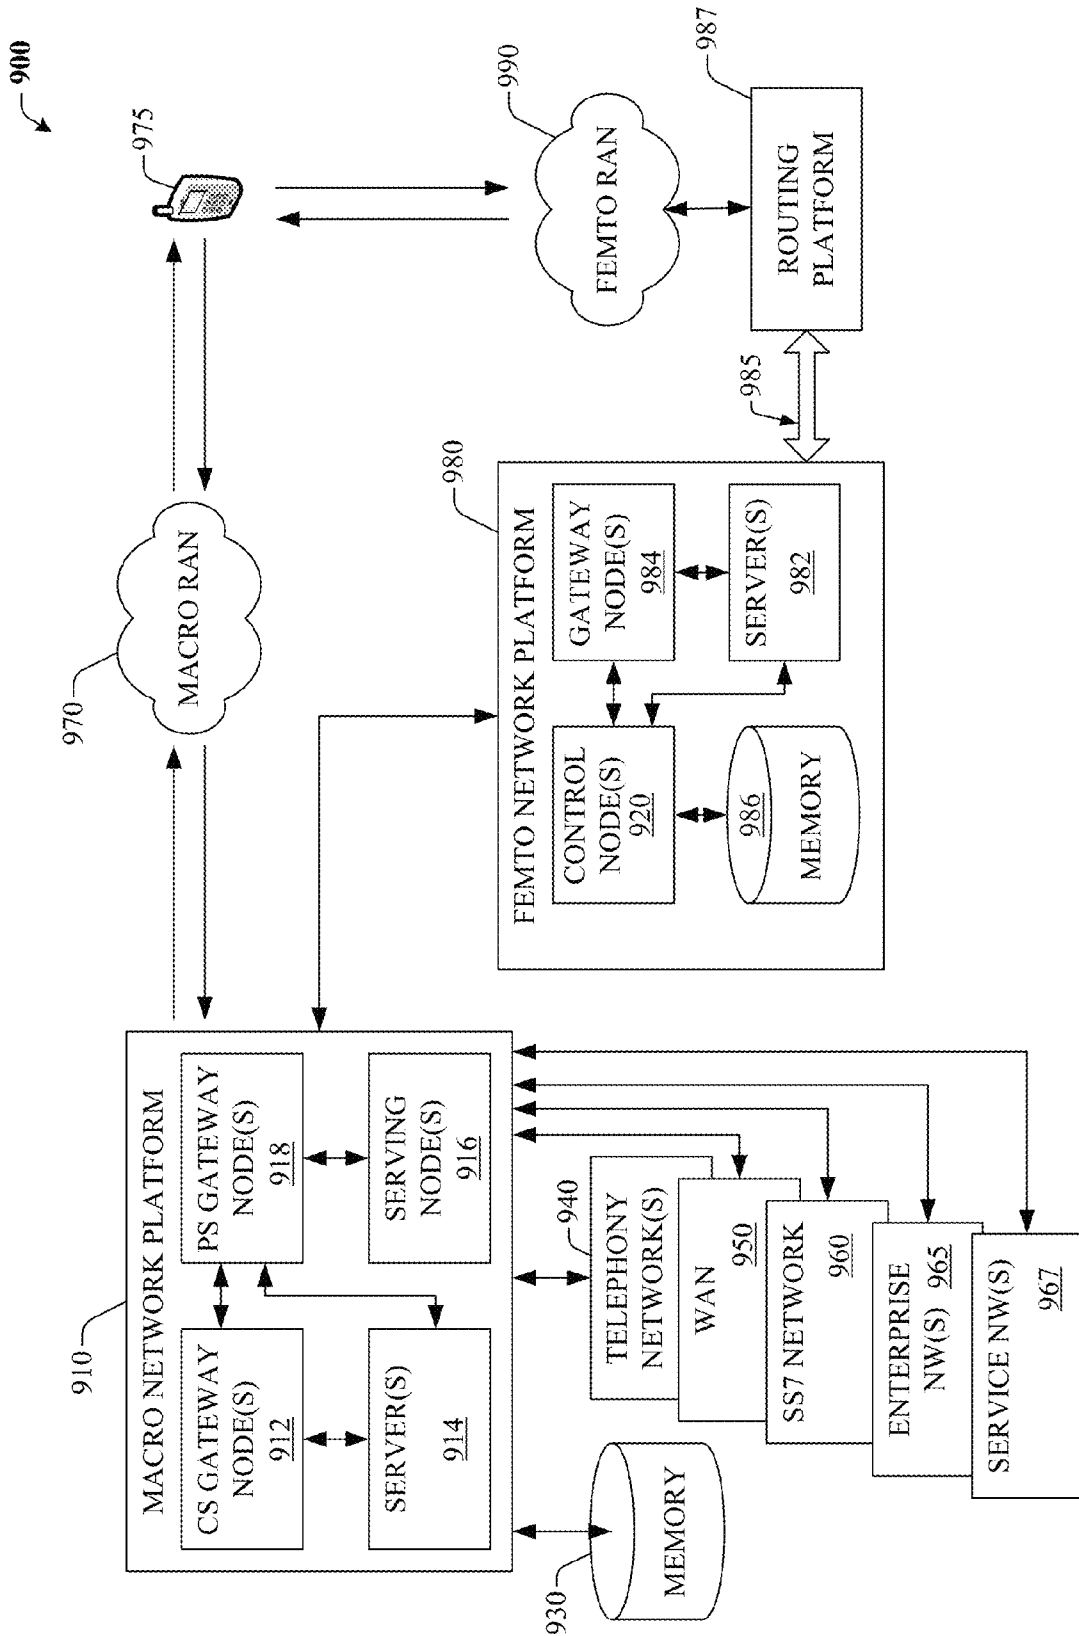 900
975
970
MACRO RAN
990
FEMTO RAN
987
ROUTING
PLATFORM
985
980
FEMTO NETWORK PLATFORM
CONTROL
NODE(S)
920
GATEWAY
NODE(S)
984
986
MEMORY
SERVER(S)
982
910
MACRO NETWORK PLATFORM
CS GATEWAY
NODE(S)
912
PS GATEWAY
NODE(S)
918
SERVER(S)
914
SERVING
NODE(S)
916
930
MEMORY
940
TELEPHONY
NETWORK(S)
WAN
950
SS7 NETWORK
960
ENTERPRISE
NW(S) 965
SERVICE NW(S)
967